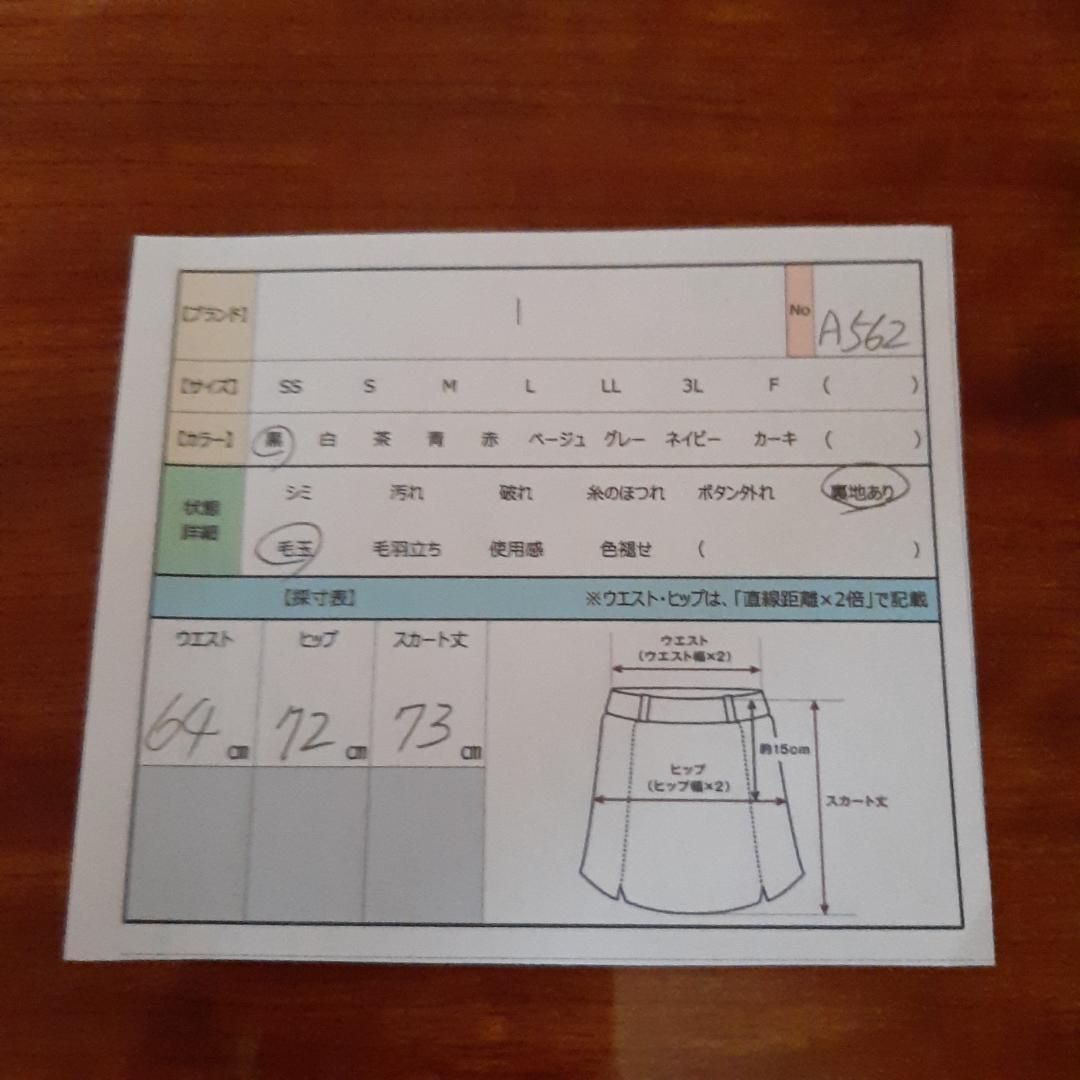 【ブランド】 | No A562
【サイズ】 SS S M L LL 3L F ( )
【カラー】 黒 白 茶 青 赤 ベージュ グレー ネイビー カーキ ( )
状態
詳細
シミ 汚れ 破れ 糸のほつれ ボタン外れ 裏地あり
毛玉 毛羽立ち 使用感 色褪せ ( )
【採寸表】 ※ウエスト・ヒップは、「直線距離×2倍」で記載
ウエスト ヒップ スカート丈
64 cm 72 cm 73 cm
ウエスト
(ウエスト幅×2)
約15cm
ヒップ
(ヒップ幅×2)
スカート丈